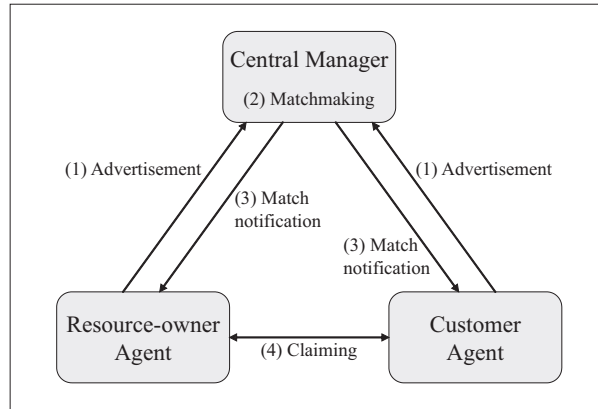 Central Manager
(2) Matchmaking
(1) Advertisement
(1) Advertisement
(3) Match
notification
(3) Match
notification
Resource-owner
Agent
(4) Claiming
Customer
Agent